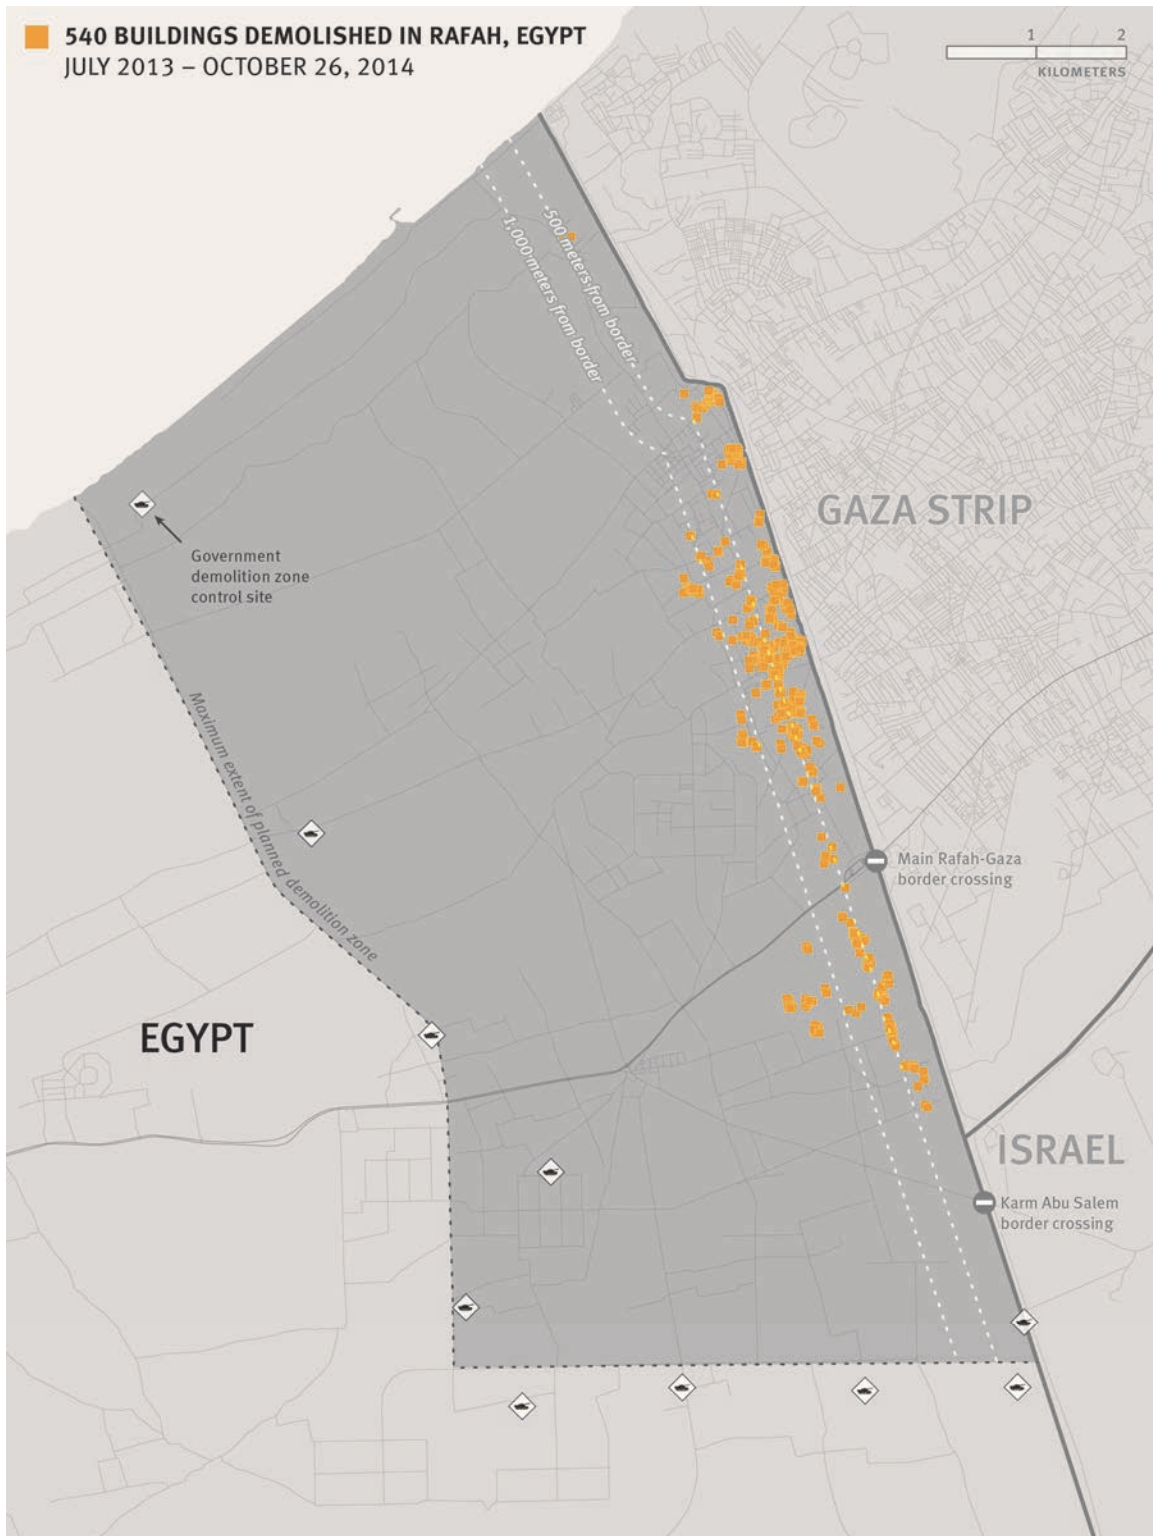 540 BUILDINGS DEMOLISHED IN RAFAH, EGYPT
JULY 2013 – OCTOBER 26, 2014
1 2
KILOMETERS
500 meters from border
1,000 meters from border
GAZA STRIP
Government
demolition zone
control site
Maximum extent of planned demolition zone
Main Rafah-Gaza
border crossing
EGYPT
ISRAEL
Karm Abu Salem
border crossing